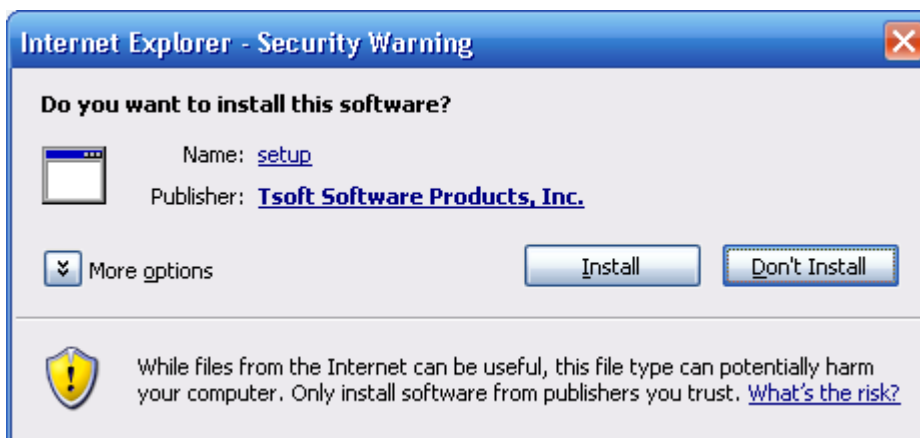 Internet Explorer - Security Warning
Do you want to install this software?
Name: setup
Publisher: Tsoft Software Products, Inc.
More options
Install
Don't Install
While files from the Internet can be useful, this file type can potentially harm
your computer. Only install software from publishers you trust. What's the risk?